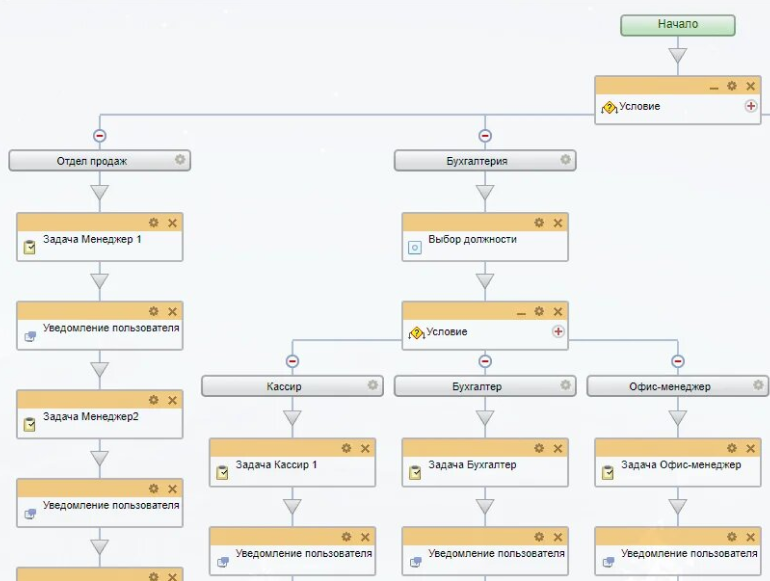 Начало
Условие
Отдел продаж
Бухгалтерия
Задача Менеджер 1
Выбор должности
Уведомление пользователя
Условие
Кассир
Бухгалтер
Офис-менеджер
Задача Менеджер2
Задача Кассир 1
Задача Бухгалтер
Задача Офис-менеджер
Уведомление пользователя
Уведомление пользователя
Уведомление пользователя
Уведомление пользователя